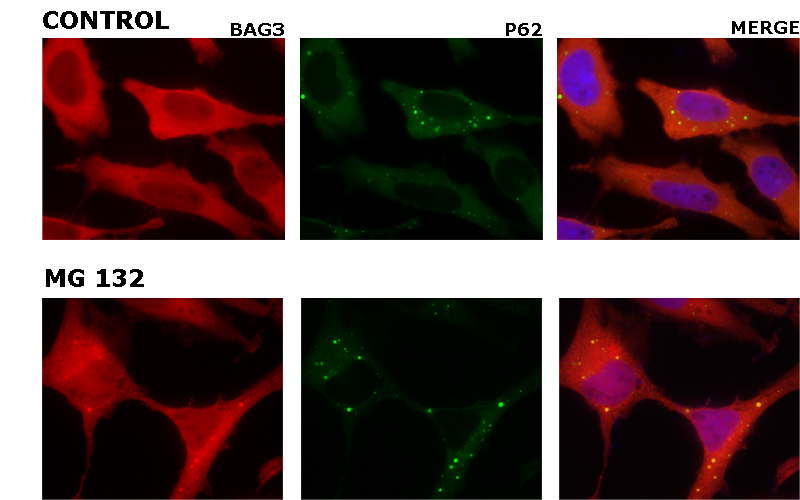 CONTROL
BAG3 P62 MERGE
MG 132